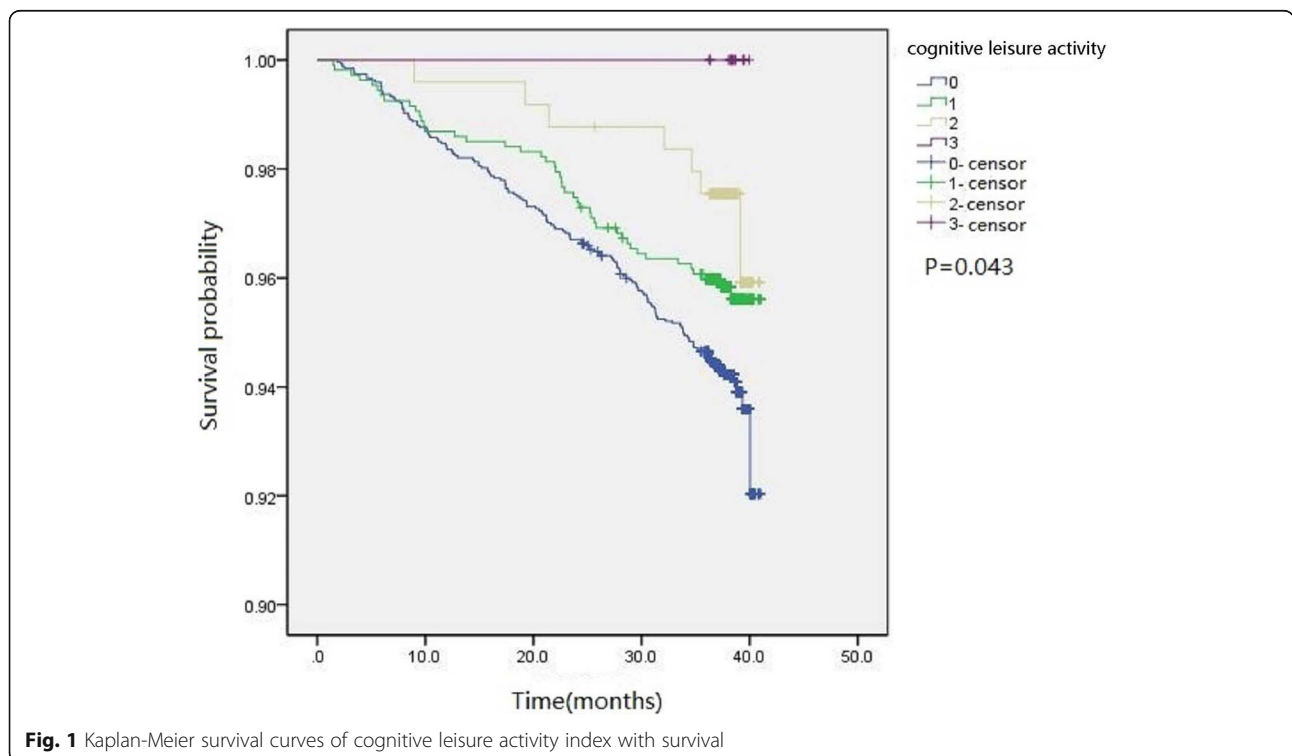 cognitive leisure activity
0
1
2
3
0- censor
1- censor
2- censor
3- censor
P=0.043
Survival probability
1.00
0.98
0.96
0.94
0.92
0.90
.0 10.0 20.0 30.0 40.0 50.0
Time(months)
Fig. 1 Kaplan-Meier survival curves of cognitive leisure activity index with survival